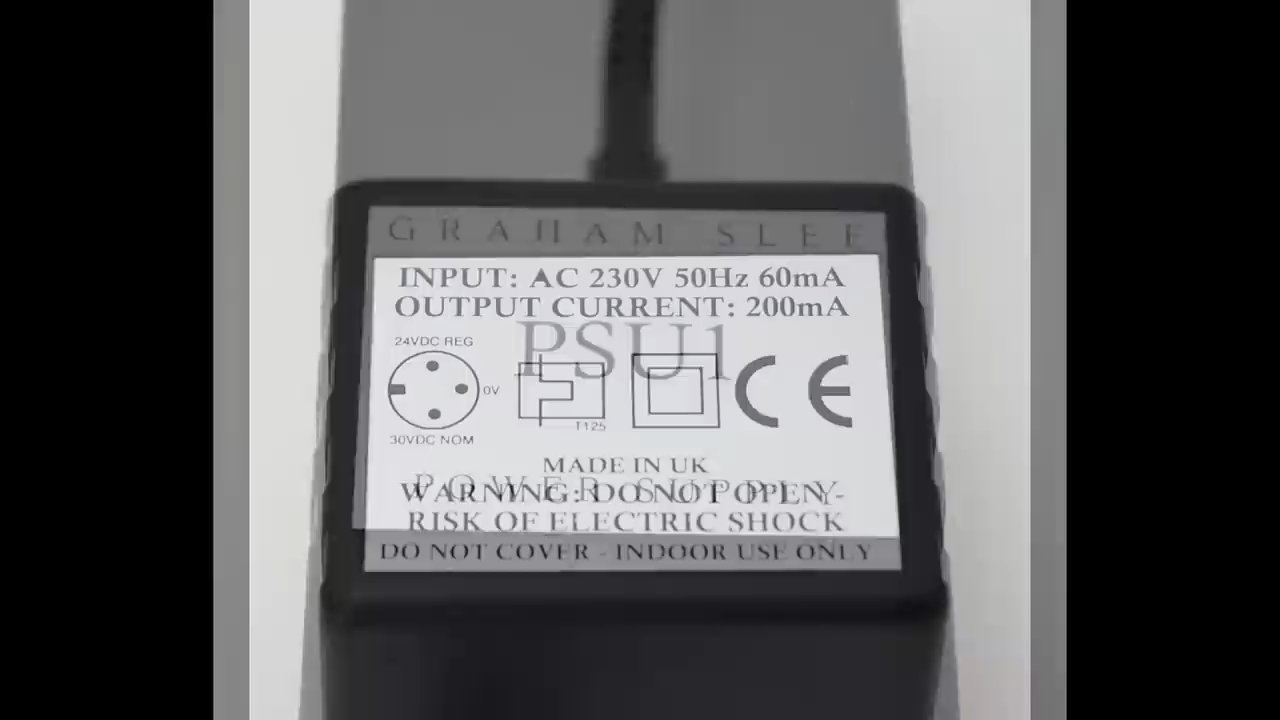 GRAHAM SLEE
INPUT: AC 230V 50Hz 60mA
OUTPUT CURRENT: 200mA
PSU1
24VDC REG
0V
T125
30VDC NOM
CE
MADE IN UK
POWER SUPPLY
WARNING: DO NOT OPEN-
RISK OF ELECTRIC SHOCK
DO NOT COVER - INDOOR USE ONLY